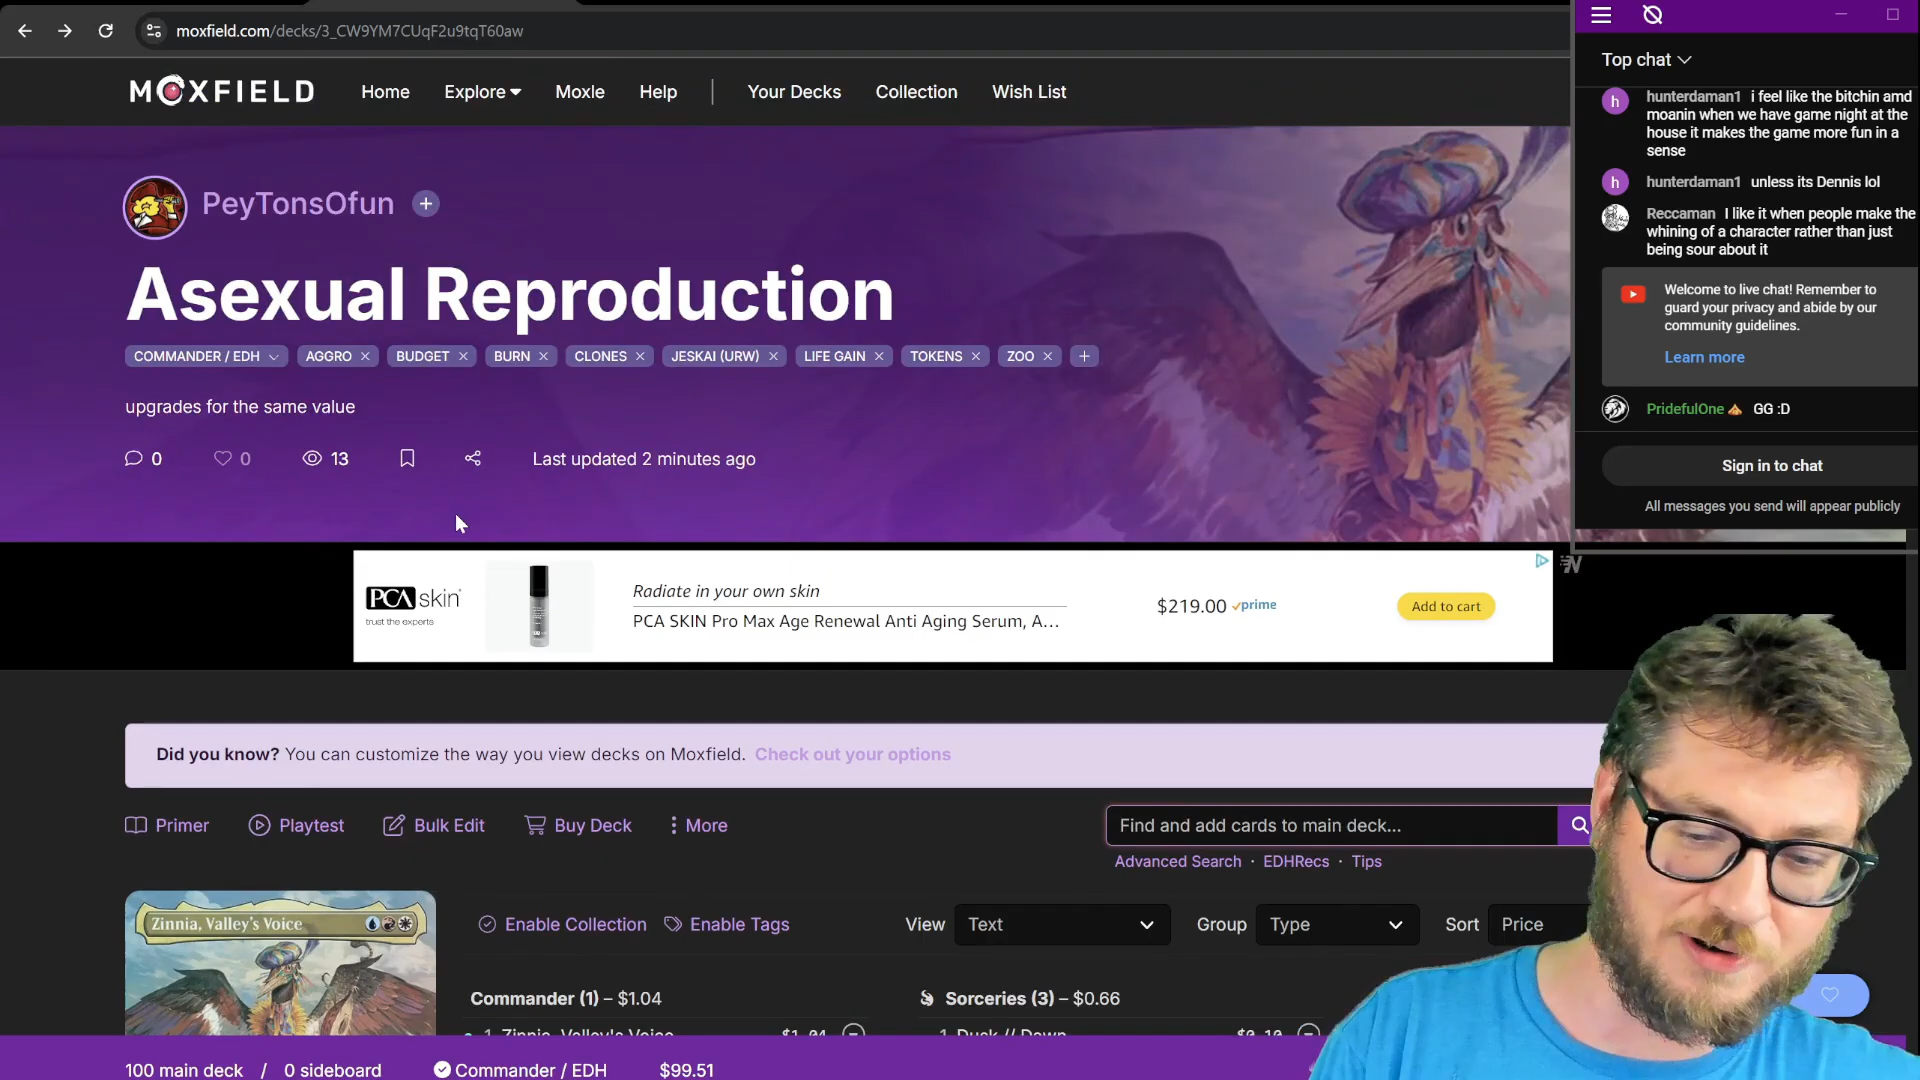 moxfield.com/decks/3_CW9YM7CUqF2u9tqT60aw
MOXFIELD Home Explore Moxle Help | Your Decks Collection Wish List
PeyTonsOfun
Asexual Reproduction
COMMANDER / EDH AGGRO BUDGET BURN CLONES JESKAI (URW) LIFE GAIN TOKENS ZOO
upgrades for the same value
0 0 13 Last updated 2 minutes ago
Top chat
h hunterdaman1 i feel like the bitchin amd
moanin when we have game night at the
house it makes the game more fun in a
sense
h hunterdaman1 unless its Dennis lol
Reccaman I like it when people make the
whining of a character rather than just
being sour about it
Welcome to live chat! Remember to
guard your privacy and abide by our
community guidelines.
Learn more
PridefulOne GG :D
Sign in to chat
All messages you send will appear publicly
PCA skin
trust the experts
Radiate in your own skin
PCA SKIN Pro Max Age Renewal Anti Aging Serum, A...
$219.00 prime
Add to cart
Did you know? You can customize the way you view decks on Moxfield. Check out your options
Primer Playtest Bulk Edit Buy Deck More
Find and add cards to main deck...
Advanced Search · EDHRecs · Tips
Zinnia, Valley's Voice
Enable Collection Enable Tags View Text Group Type Sort Price
Commander (1) – $1.04
1 Zinnia, Valley's Voice $1.04
Sorceries (3) – $0.66
1 Dusk // Dawn $0.10
100 main deck / 0 sideboard Commander / EDH $99.51